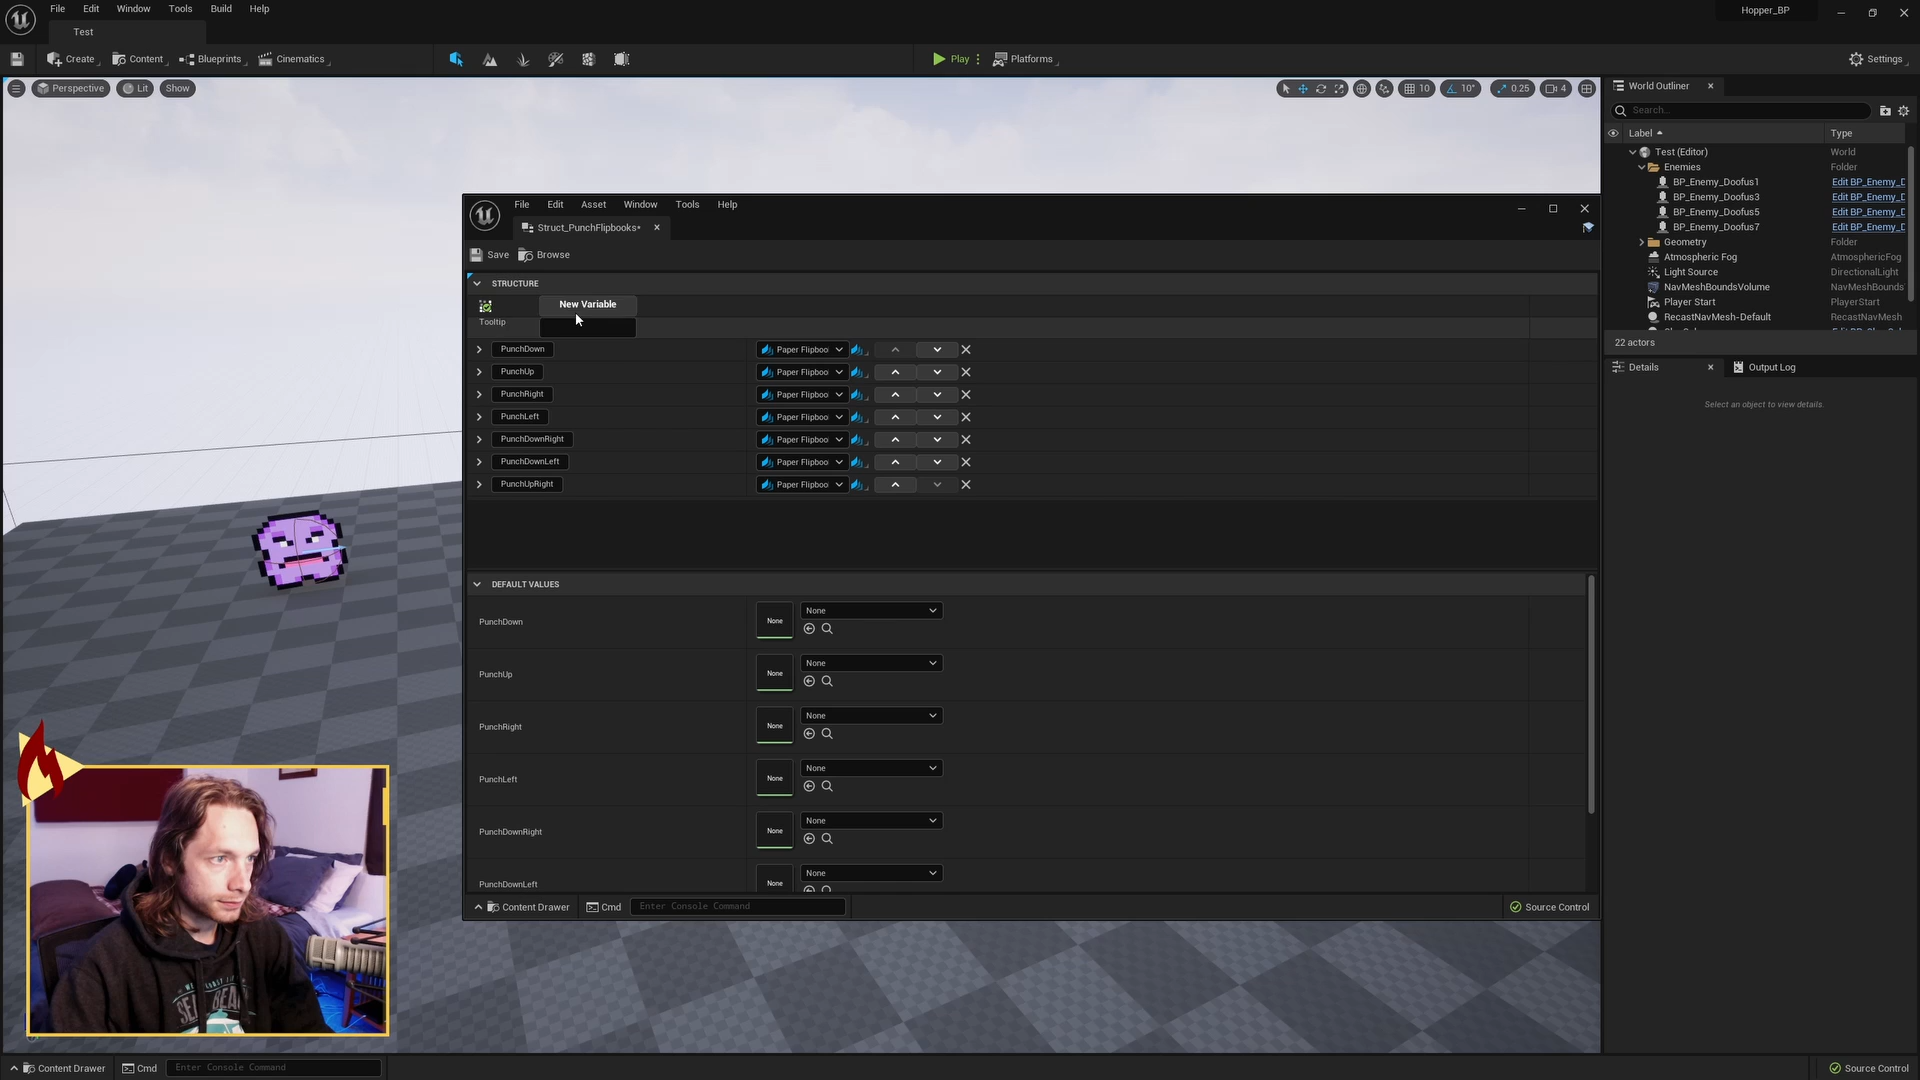 File Edit Window Tools Build Help
Hopper_BP
Test
Create Content Blueprints Cinematics Play Platforms Settings
Perspective Lit Show
10 10° 0.25 4
World Outliner
Search...
Label Type
Test (Editor) World
Enemies Folder
BP_Enemy_Doofus1 Edit BP_Enemy_D
BP_Enemy_Doofus3 Edit BP_Enemy_D
BP_Enemy_Doofus5 Edit BP_Enemy_D
BP_Enemy_Doofus7 Edit BP_Enemy_D
Geometry Folder
Atmospheric Fog AtmosphericFog
Light Source DirectionalLight
NavMeshBoundsVolume NavMeshBounds
Player Start PlayerStart
RecastNavMesh-Default RecastNavMesh
22 actors
Details Output Log
Select an object to view details.
File Edit Asset Window Tools Help
Struct_PunchFlipbooks*
Save Browse
STRUCTURE
New Variable
Tooltip
PunchDown Paper Flipboo
PunchUp Paper Flipboo
PunchRight Paper Flipboo
PunchLeft Paper Flipboo
PunchDownRight Paper Flipboo
PunchDownLeft Paper Flipboo
PunchUpRight Paper Flipboo
DEFAULT VALUES
PunchDown None None
PunchUp None None
PunchRight None None
PunchLeft None None
PunchDownRight None None
PunchDownLeft None None
Content Drawer Cmd Enter Console Command Source Control
Content Drawer Cmd Enter Console Command Source Control